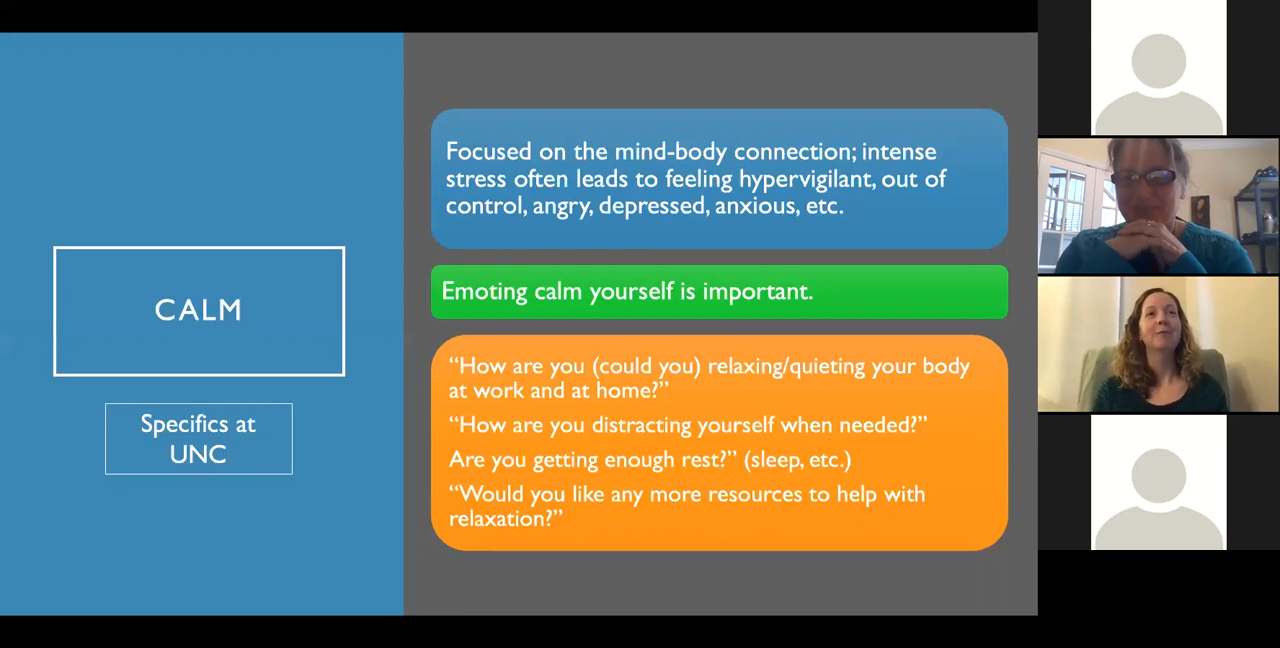 CALM
Specifics at
UNC
Focused on the mind-body connection; intense
stress often leads to feeling hypervigilant, out of
control, angry, depressed, anxious, etc.
Emoting calm yourself is important.
“How are you (could you) relaxing/quieting your body
at work and at home?”
“How are you distracting yourself when needed?”
Are you getting enough rest?” (sleep, etc.)
“Would you like any more resources to help with
relaxation?”